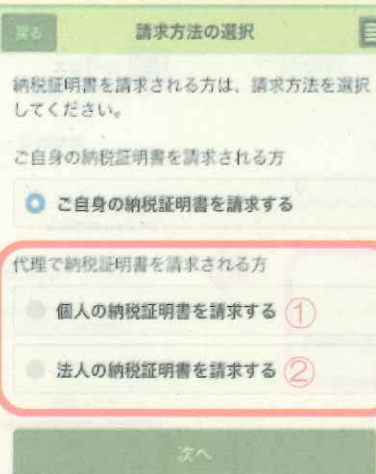 戻る
請求方法の選択
納税証明書を請求される方は、請求方法を選択
してください。
ご自身の納税証明書を請求される方
ご自身の納税証明書を請求する
代理で納税証明書を請求される方
個人の納税証明書を請求する ①
法人の納税証明書を請求する ②
次へ